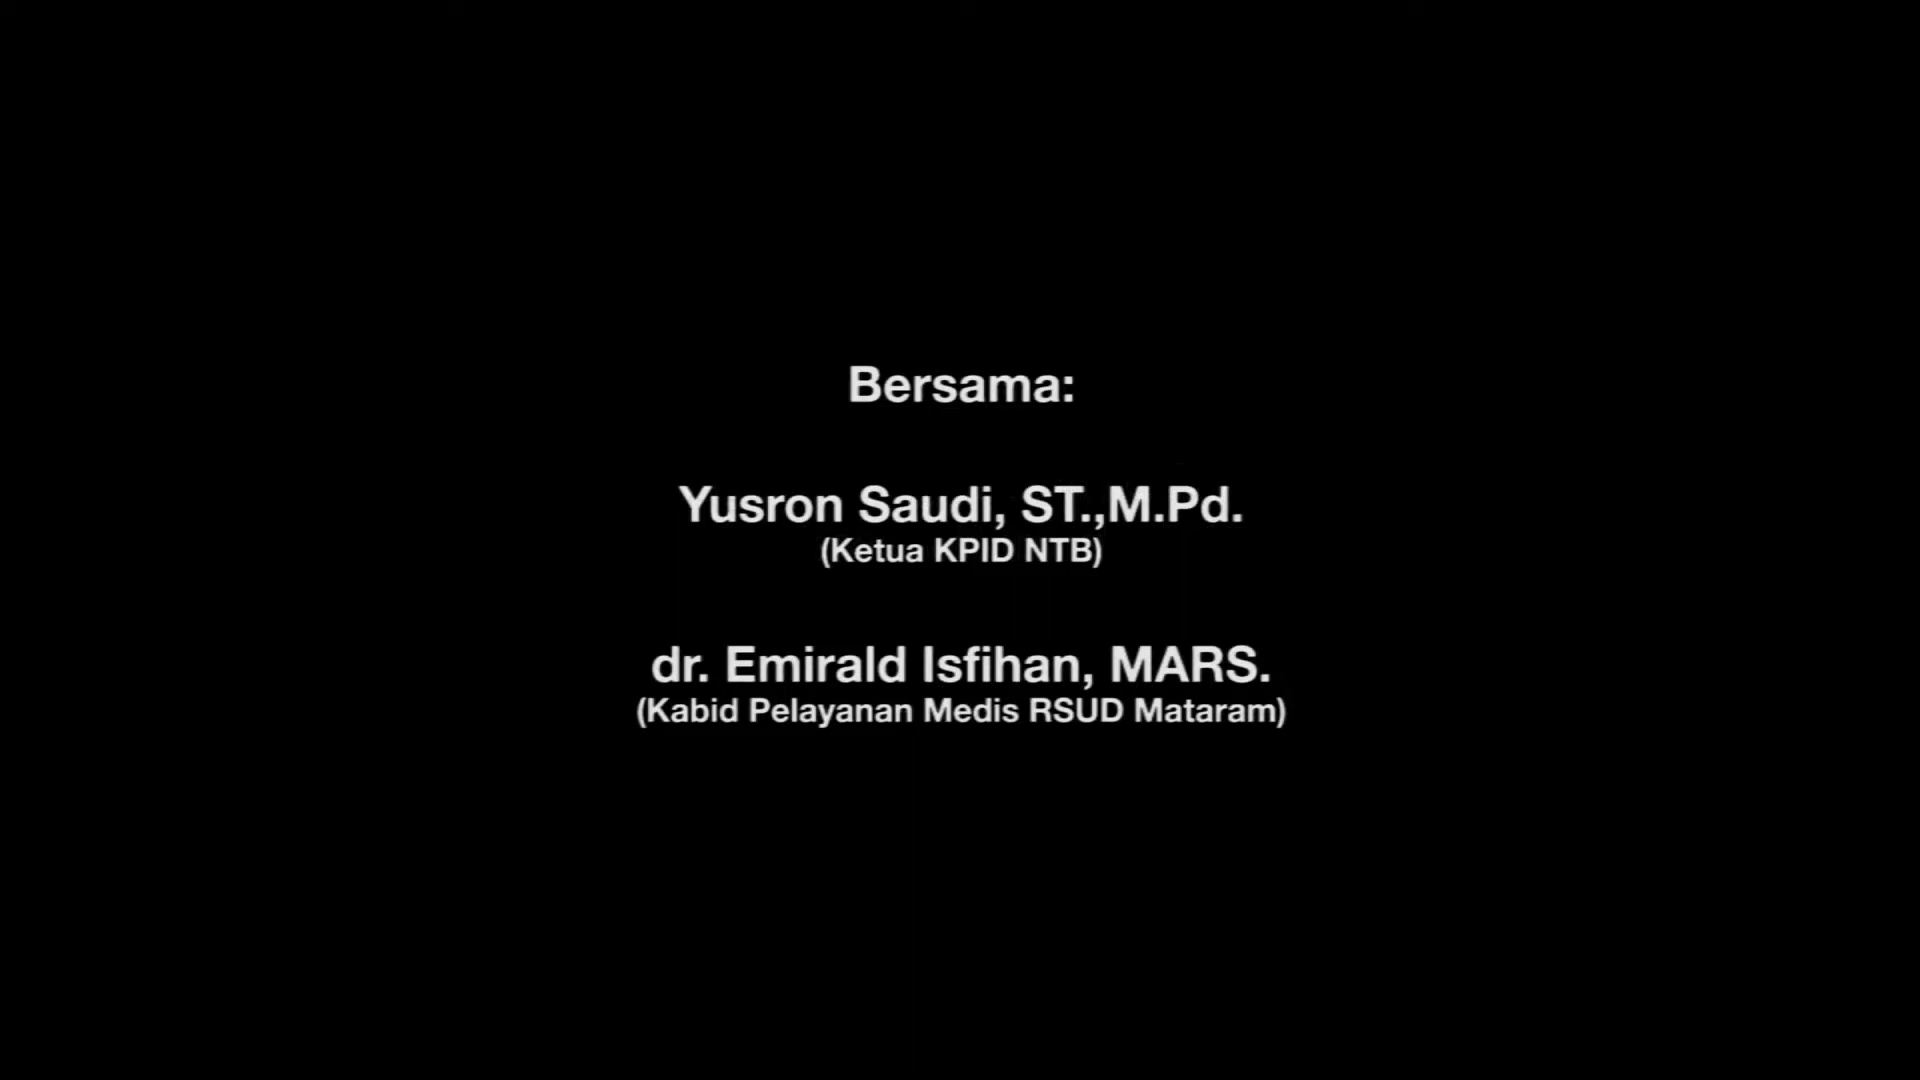 Bersama:
Yusron Saudi, ST.,M.Pd.
(Ketua KPID NTB)
dr. Emirald Isfihan, MARS.
(Kabid Pelayanan Medis RSUD Mataram)